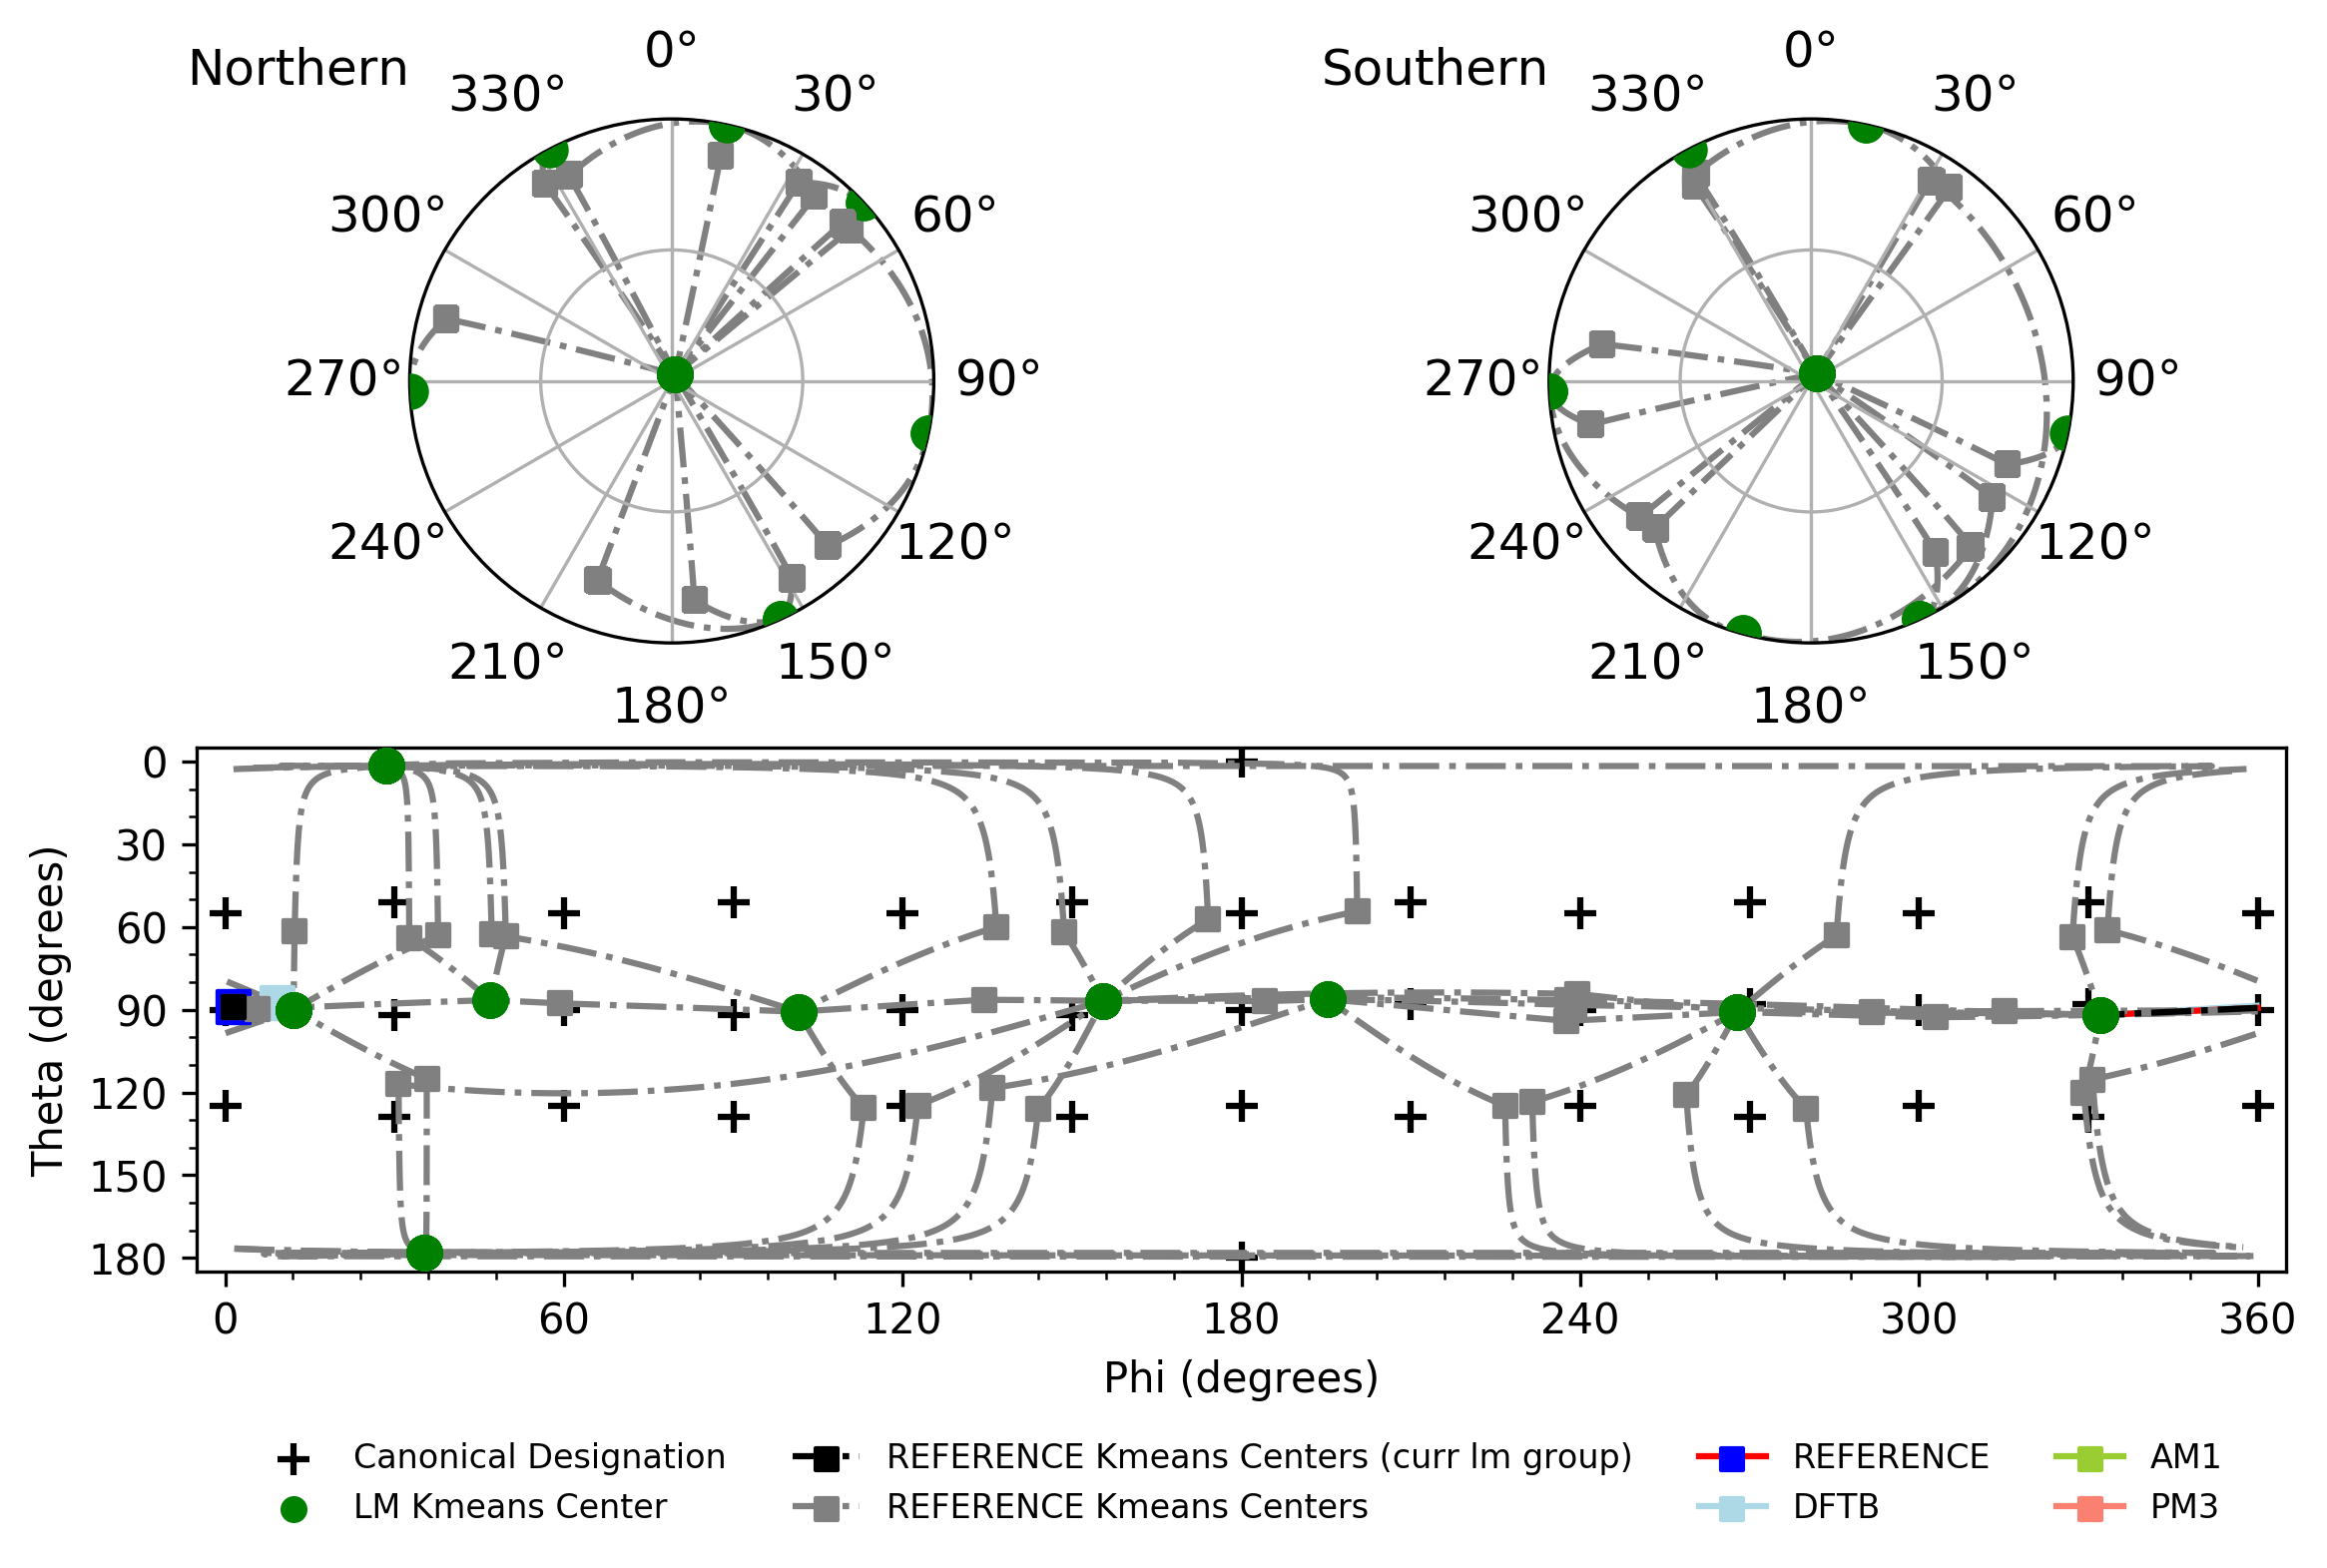 Northern
0°
30°
60°
90°
120°
150°
180°
210°
240°
270°
300°
330°
Southern
0°
30°
60°
90°
120°
150°
180°
210°
240°
270°
300°
330°
Theta (degrees)
0
30
60
90
120
150
180
0 60 120 180 240 300 360
Phi (degrees)
Canonical Designation
LM Kmeans Center
REFERENCE Kmeans Centers (curr lm group)
REFERENCE Kmeans Centers
REFERENCE
DFTB
AM1
PM3